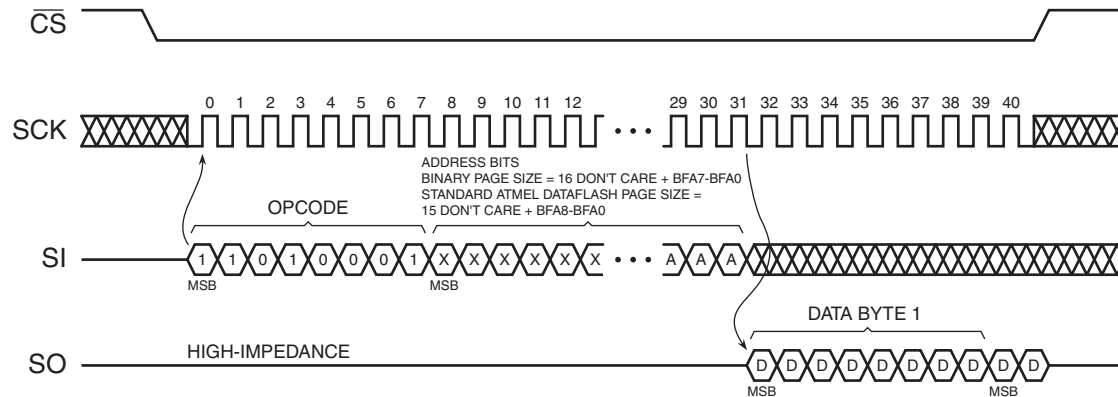 CS
SCK
0 1 2 3 4 5 6 7 8 9 10 11 12 29 30 31 32 33 34 35 36 37 38 39 40
ADDRESS BITS
BINARY PAGE SIZE = 16 DON'T CARE + BFA7-BFA0
STANDARD ATMEL DATAFLASH PAGE SIZE =
15 DON'T CARE + BFA8-BFA0
OPCODE
SI
1 1 0 1 0 0 0 1 X X X X X X • • • A A A
MSB MSB
DATA BYTE 1
SO
HIGH-IMPEDANCE
D D D D D D D D D D
MSB MSB